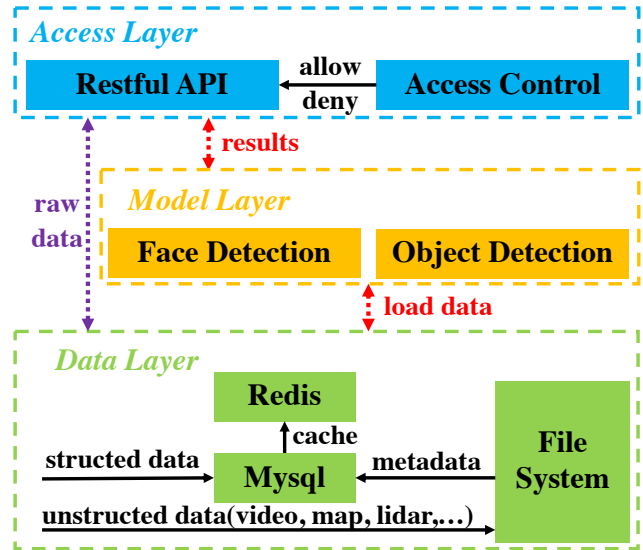 Access Layer
Restful API
allow
deny
Access Control
results
raw
data
Model Layer
Face Detection
Object Detection
load data
Data Layer
Redis
cache
structed data
Mysql
metadata
File
System
unstructed data(video, map, lidar,...)